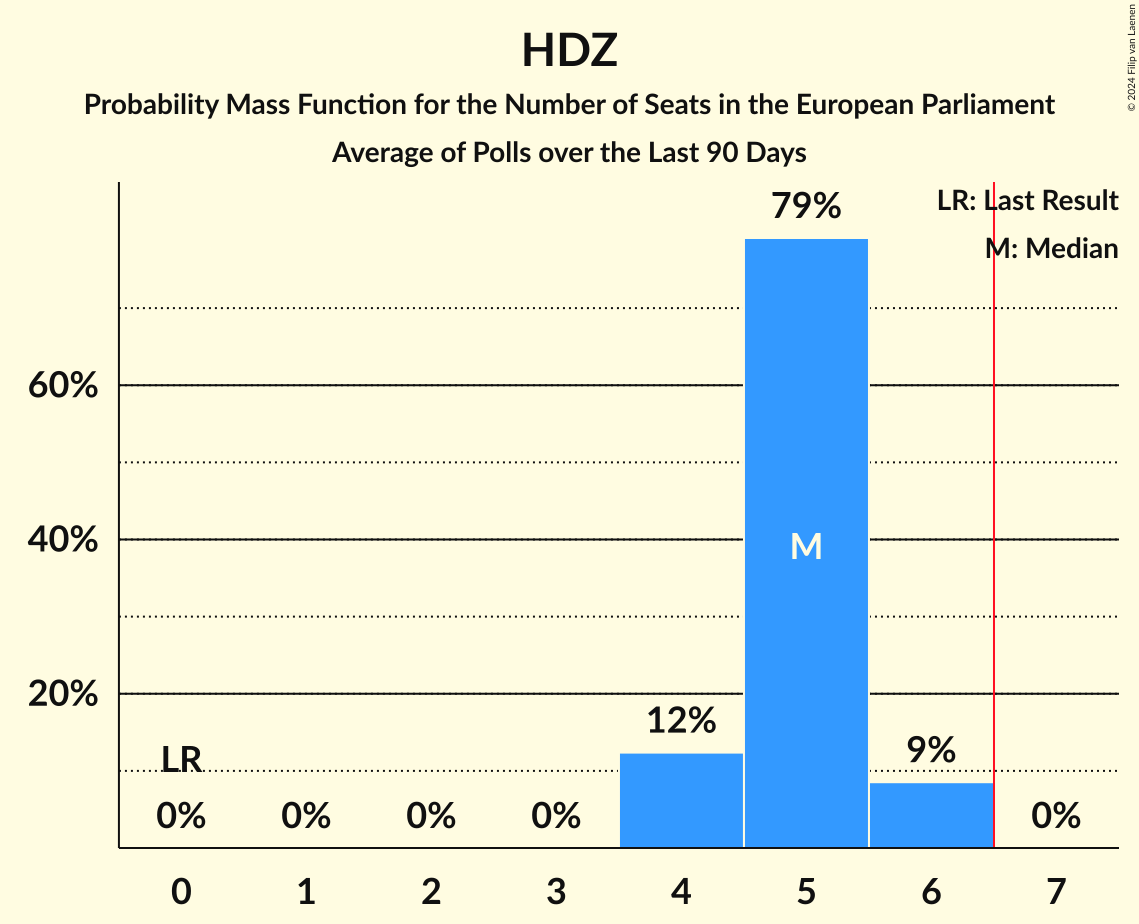 HDZ
Probability Mass Function for the Number of Seats in the European Parliament
Average of Polls over the Last 90 Days
© 2024 Filip van Laenen
LR: Last Result
M: Median
79%
60%
40%
20%
M
12%
9%
LR
0% 0% 0% 0% 0%
0 1 2 3 4 5 6 7